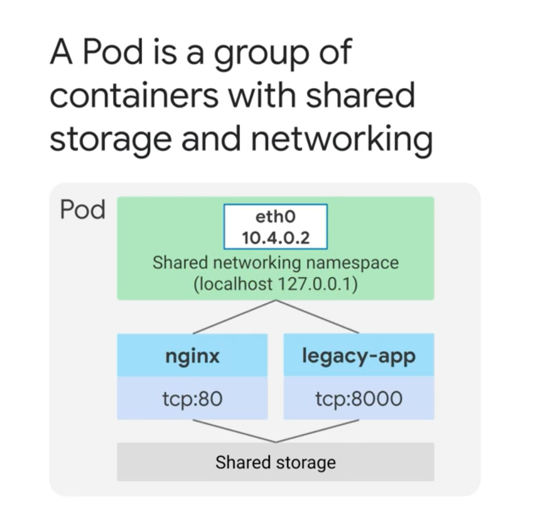 A Pod is a group of
containers with shared
storage and networking
Pod
eth0
10.4.0.2
Shared networking namespace
(localhost 127.0.0.1)
nginx
legacy-app
tcp:80
tcp:8000
Shared storage